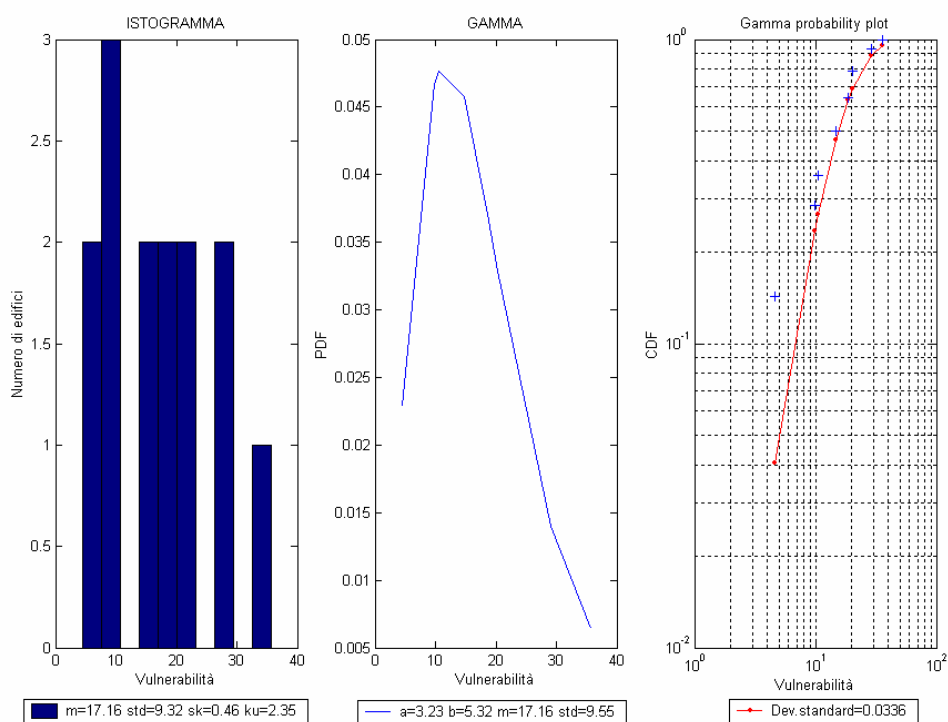 ISTOGRAMMA
3
2.5
2
1.5
1
0.5
0
0 10 20 30 40
Numero di edifici
Vulnerabilità
m=17.16 std=9.32 sk=0.46 ku=2.35
GAMMA
0.05
0.045
0.04
0.035
0.03
0.025
0.02
0.015
0.01
0.005
0 10 20 30 40
PDF
Vulnerabilità
a=3.23 b=5.32 m=17.16 std=9.55
Gamma probability plot
10^0
10^-1
10^-2
10^0 10^1 10^2
CDF
Vulnerabilità
Dev.standard=0.0336